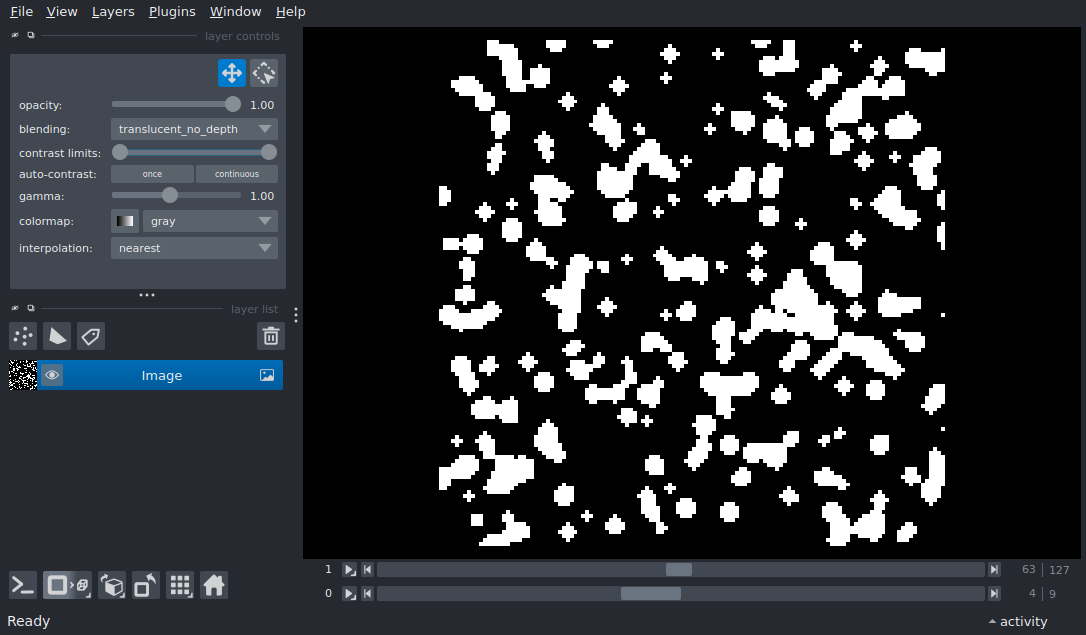 File View Layers Plugins Window Help
layer controls
opacity: 1.00
blending: translucent_no_depth
contrast limits:
auto-contrast: once continuous
gamma: 1.00
colormap: gray
interpolation: nearest
layer list
Image
1 63 127
0 4 9
Ready activity